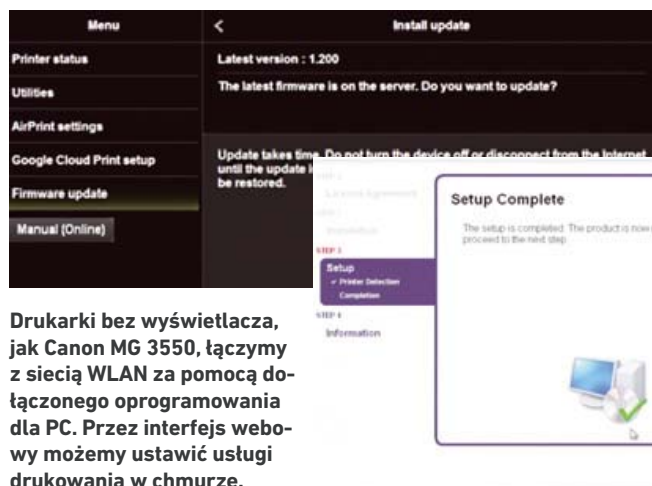 Menu
< Install update
Printer status
Utilities
AirPrint settings
Google Cloud Print setup
Firmware update
Manual (Online)
Latest version : 1.200
The latest firmware is on the server. Do you want to update?
Update takes time. Do not turn the device off or disconnect from the Internet
until the update
be restored.
STEP 3
Setup
✓ Printer Detection
Completion
STEP 4
Information
Setup Complete
The setup is completed. The product is now
proceed to the next step.
Drukarki bez wyświetlacza,
jak Canon MG 3550, łączymy
z siecią WLAN za pomocą do-
łączonego oprogramowania
dla PC. Przez interfejs webo-
wy możemy ustawić usługi
drukowania w chmurze.